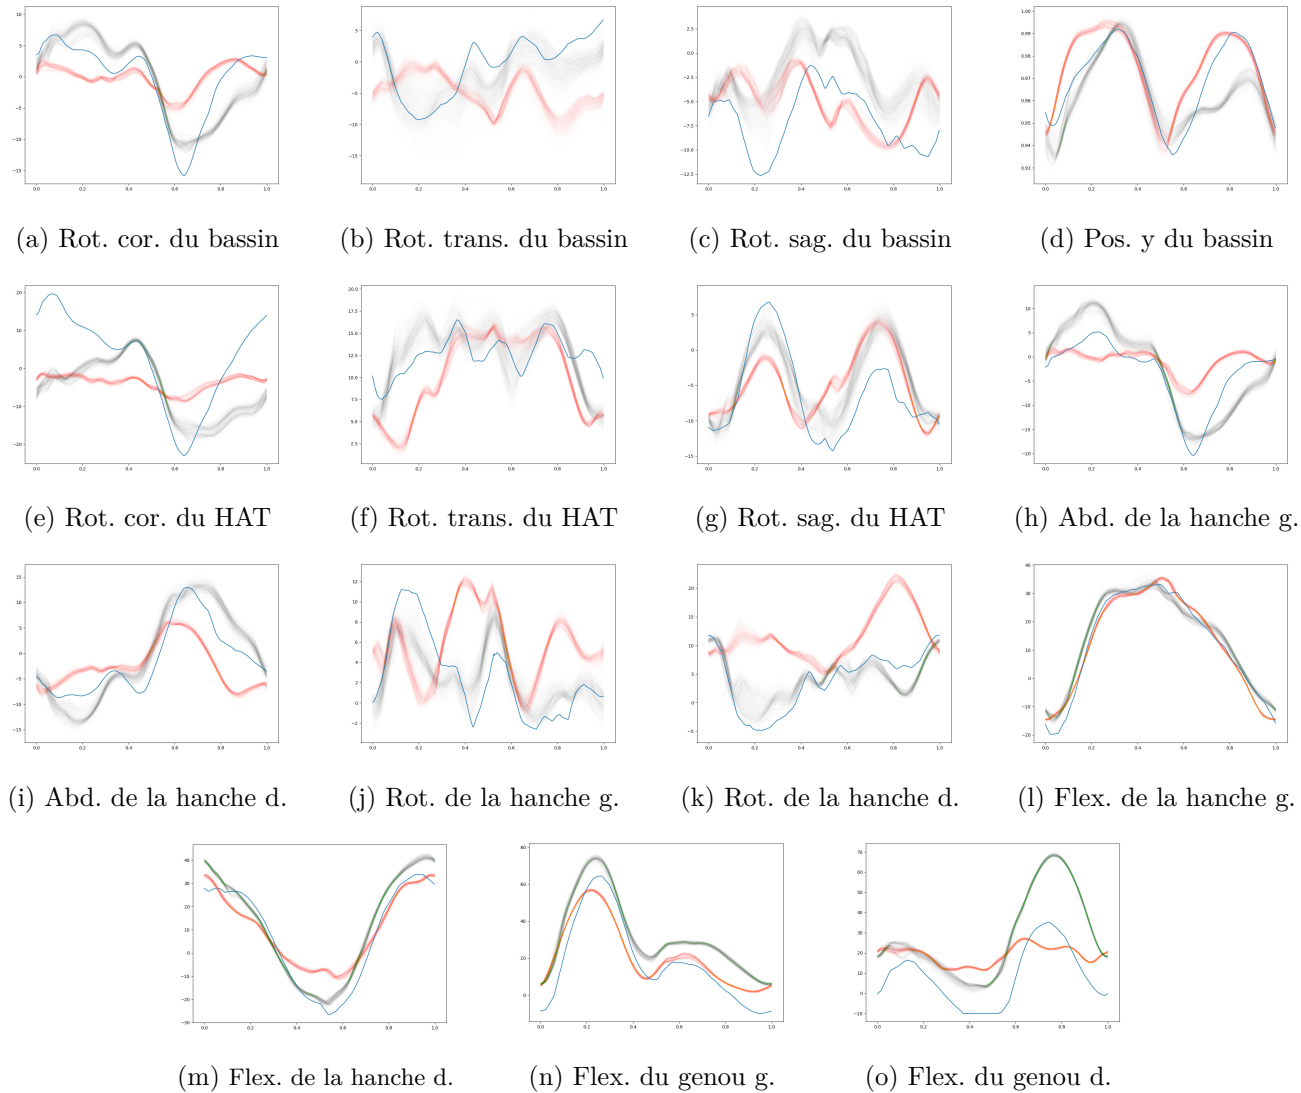 (a) Rot. cor. du bassin
(b) Rot. trans. du bassin
(c) Rot. sag. du bassin
(d) Pos. y du bassin
(e) Rot. cor. du HAT
(f) Rot. trans. du HAT
(g) Rot. sag. du HAT
(h) Abd. de la hanche g.
(i) Abd. de la hanche d.
(j) Rot. de la hanche g.
(k) Rot. de la hanche d.
(l) Flex. de la hanche g.
(m) Flex. de la hanche d.
(n) Flex. du genou g.
(o) Flex. du genou d.